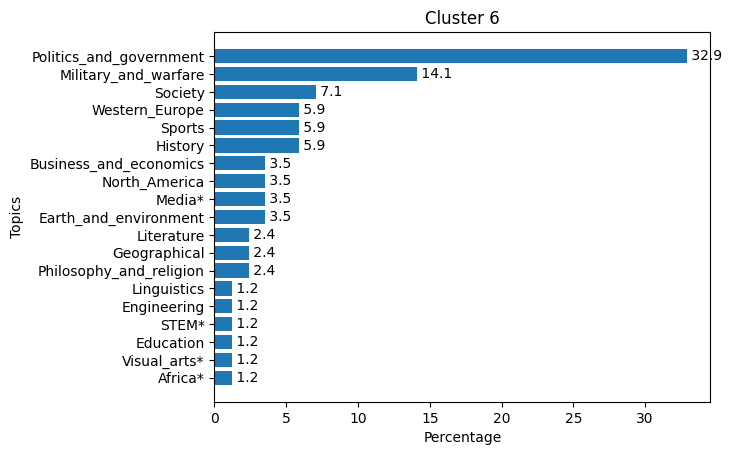 Cluster 6
Topics
Politics_and_government 32.9
Military_and_warfare 14.1
Society 7.1
Western_Europe 5.9
Sports 5.9
History 5.9
Business_and_economics 3.5
North_America 3.5
Media* 3.5
Earth_and_environment 3.5
Literature 2.4
Geographical 2.4
Philosophy_and_religion 2.4
Linguistics 1.2
Engineering 1.2
STEM* 1.2
Education 1.2
Visual_arts* 1.2
Africa* 1.2
0 5 10 15 20 25 30
Percentage